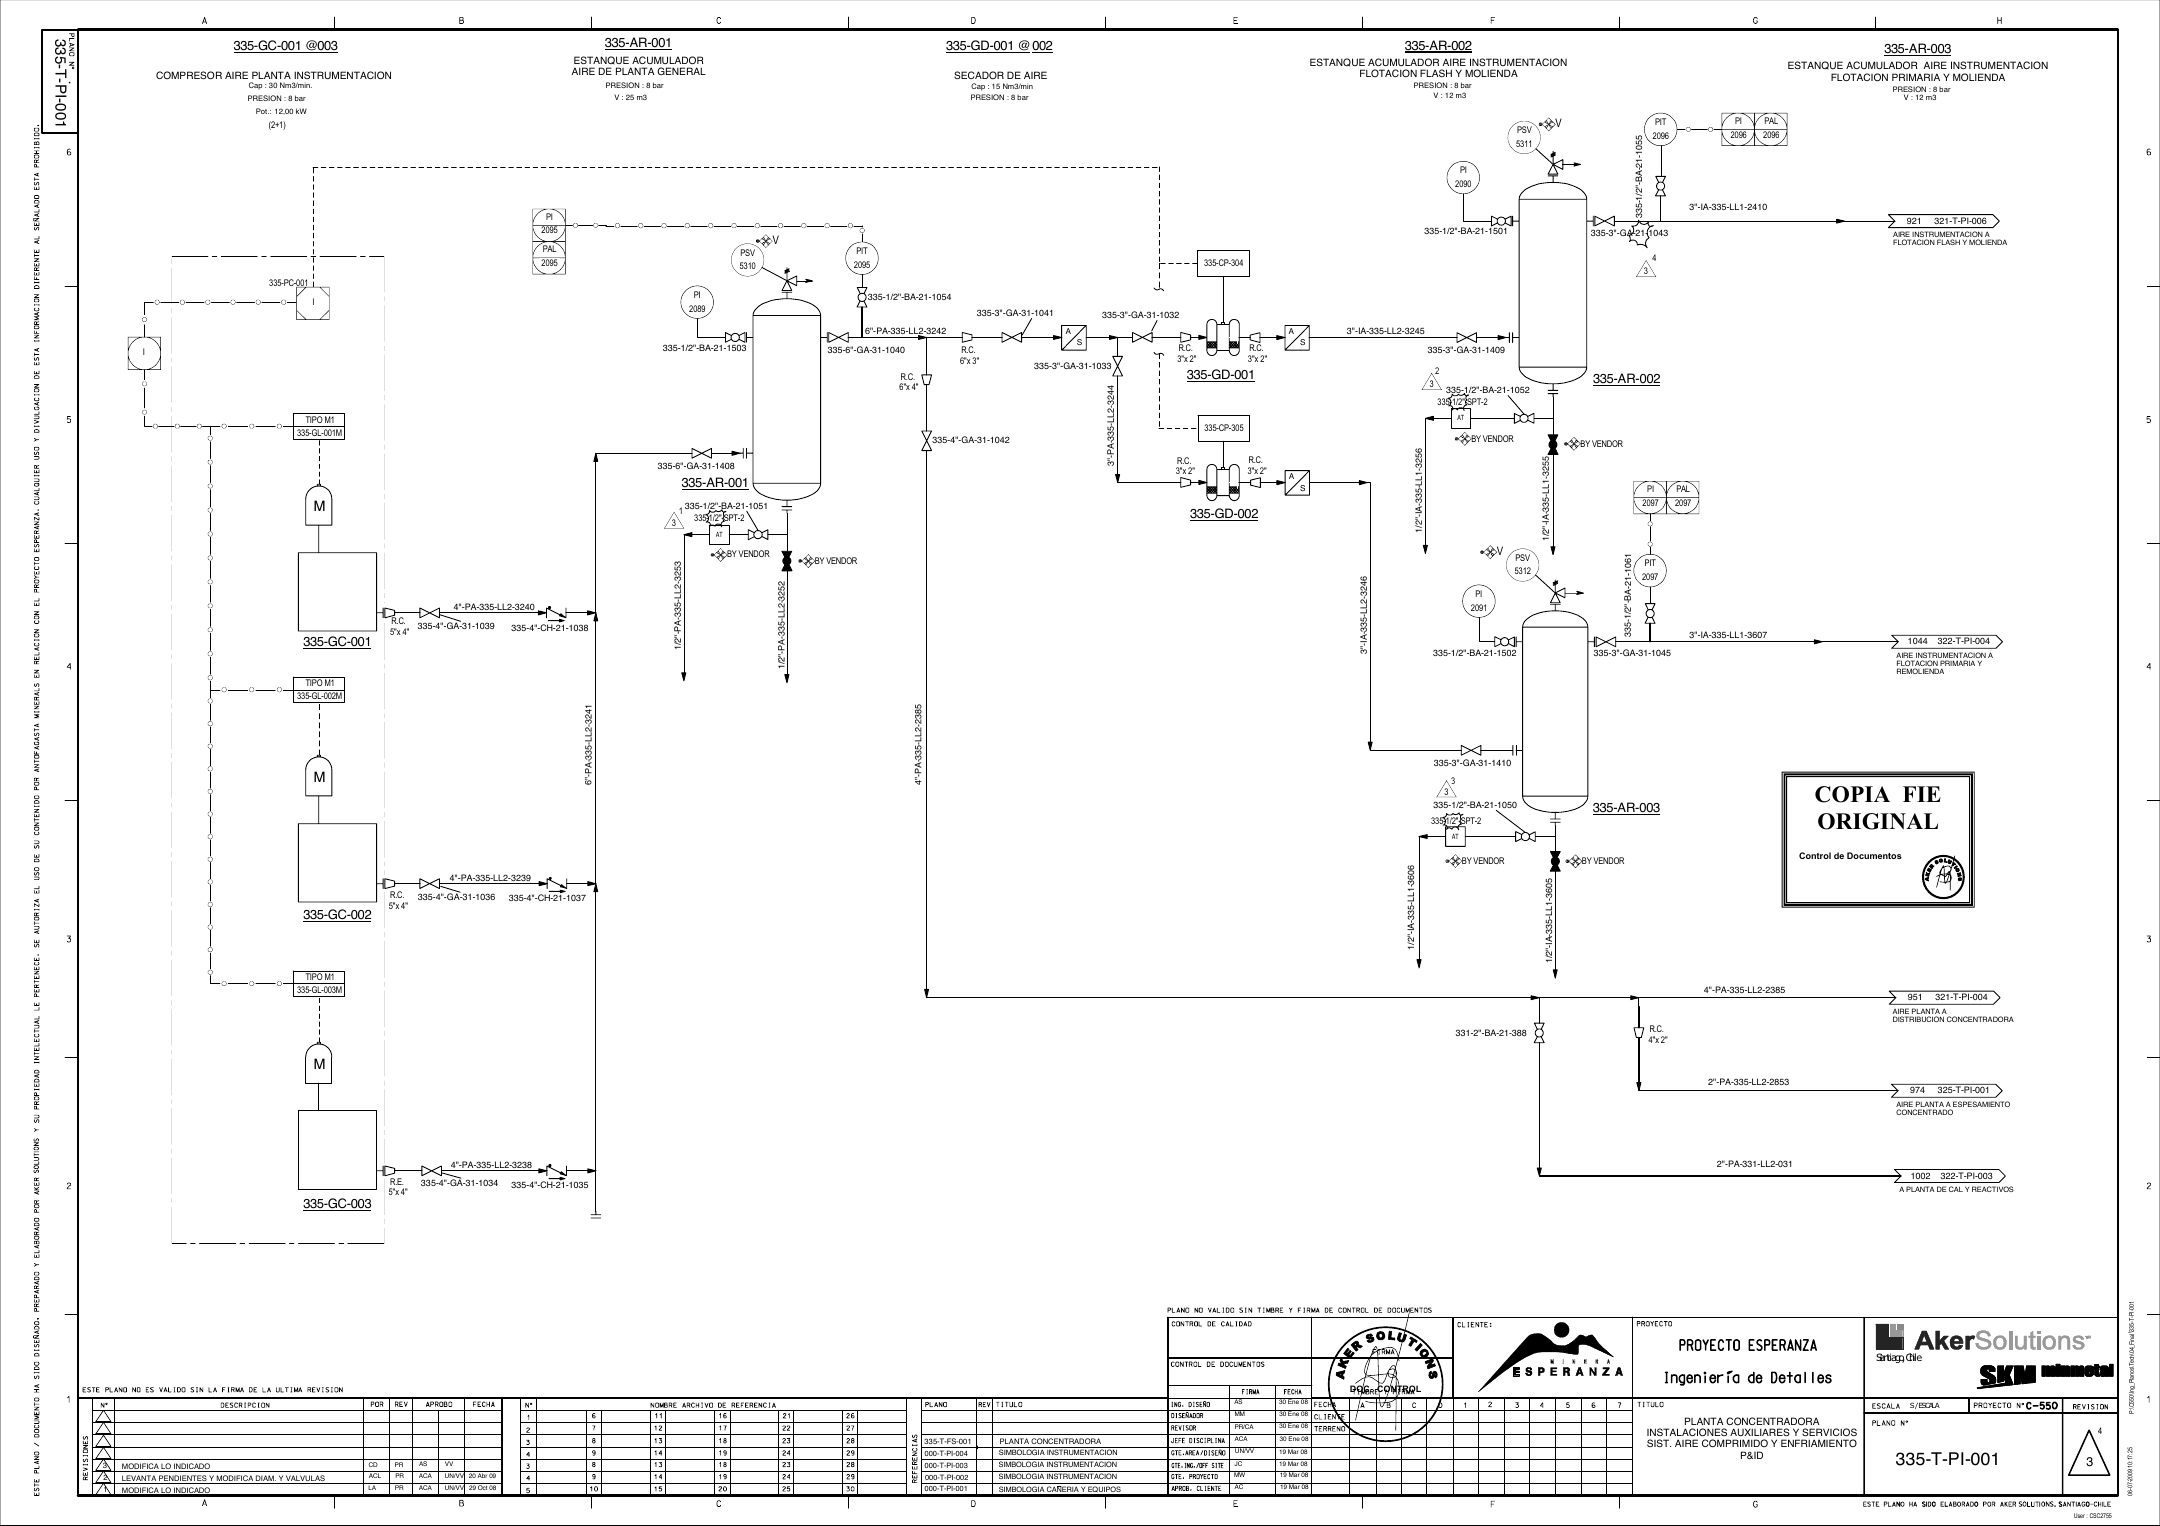 A B C D E F G H
PLANO N°.
335-T-PI-001
335-GC-001 @003
COMPRESOR AIRE PLANTA INSTRUMENTACION
Cap : 30 Nm3/min.
PRESION : 8 bar
Pot.: 12,00 kW
(2+1)
335-AR-001
ESTANQUE ACUMULADOR
AIRE DE PLANTA GENERAL
PRESION : 8 bar
V : 25 m3
335-GD-001 @ 002
SECADOR DE AIRE
Cap : 15 Nm3/min
PRESION : 8 bar
335-AR-002
ESTANQUE ACUMULADOR AIRE INSTRUMENTACION
FLOTACION FLASH Y MOLIENDA
PRESION : 8 bar
V : 12 m3
335-AR-003
ESTANQUE ACUMULADOR AIRE INSTRUMENTACION
FLOTACION PRIMARIA Y MOLIENDA
PRESION : 8 bar
V : 12 m3
6
5
4
3
2
1
6
5
4
3
2
1
ESTE PLANO / DOCUMENTO HA SIDO DISEÑADO, PREPARADO Y ELABORADO POR AKER SOLUTIONS Y SU PROPIEDAD INTELECTUAL LE PERTENECE. SE AUTORIZA EL USO DE SU CONTENIDO POR ANTOFAGASTA MINERALS EN RELACION CON EL PROYECTO ESPERANZA. CUALQUIER USO Y DIVULGACION DE ESTA INFORMACION DIFERENTE AL SEÑALADO ESTA PROHIBIDO.
335-PC-001
I
I
TIPO M1
335-GL-001M
M
335-GC-001
R.C.
5"x 4"
4"-PA-335-LL2-3240
335-4"-GA-31-1039
335-4"-CH-21-1038
TIPO M1
335-GL-002M
M
335-GC-002
R.C.
5"x 4"
4"-PA-335-LL2-3239
335-4"-GA-31-1036
335-4"-CH-21-1037
TIPO M1
335-GL-003M
M
335-GC-003
R.E.
5"x 4"
4"-PA-335-LL2-3238
335-4"-GA-31-1034
335-4"-CH-21-1035
6"-PA-335-LL2-3241
PI
2095
PAL
2095
PSV
5310
V
PIT
2095
PI
2089
335-1/2"-BA-21-1054
335-1/2"-BA-21-1503
335-6"-GA-31-1040
6"-PA-335-LL2-3242
335-6"-GA-31-1408
335-AR-001
335-1/2"-BA-21-1051
335-1/2"-SPT-2
1
3
AT
BY VENDOR
BY VENDOR
1/2"-PA-335-LL2-3253
1/2"-PA-335-LL2-3252
R.C.
6"x 3"
R.C.
6"x 4"
335-3"-GA-31-1041
A
S
335-4"-GA-31-1042
4"-PA-335-LL2-2385
335-3"-GA-31-1032
335-3"-GA-31-1033
3"-PA-335-LL2-3244
335-CP-304
R.C.
3"x 2"
R.C.
3"x 2"
335-GD-001
A
S
335-CP-305
R.C.
3"x 2"
R.C.
3"x 2"
335-GD-002
A
S
3"-IA-335-LL2-3245
3"-IA-335-LL2-3246
335-3"-GA-31-1409
PSV
5311
V
PI
2090
335-1/2"-BA-21-1501
335-3"-GA-21-1043
335-1/2"-BA-21-1055
PIT
2096
PI
2096
PAL
2096
4
3
3"-IA-335-LL1-2410
921 321-T-PI-006
AIRE INSTRUMENTACION A
FLOTACION FLASH Y MOLIENDA
335-AR-002
2
3
335-1/2"-BA-21-1052
335-1/2"-SPT-2
AT
BY VENDOR
BY VENDOR
1/2"-IA-335-LL1-3256
1/2"-IA-335-LL1-3255
PI
2097
PAL
2097
PIT
2097
335-1/2"-BA-21-1061
PSV
5312
V
PI
2091
335-1/2"-BA-21-1502
335-3"-GA-31-1045
3"-IA-335-LL1-3607
1044 322-T-PI-004
AIRE INSTRUMENTACION A
FLOTACION PRIMARIA Y
REMOLIENDA
335-3"-GA-31-1410
335-AR-003
3
3
335-1/2"-BA-21-1050
335-1/2"-SPT-2
AT
BY VENDOR
BY VENDOR
1/2"-IA-335-LL1-3606
1/2"-IA-335-LL1-3605
COPIA FIE
ORIGINAL
Control de Documentos
AKER SOLUTIONS
4"-PA-335-LL2-2385
951 321-T-PI-004
AIRE PLANTA A
DISTRIBUCION CONCENTRADORA
331-2"-BA-21-388
R.C.
4"x 2"
2"-PA-335-LL2-2853
974 325-T-PI-001
AIRE PLANTA A ESPESAMIENTO
CONCENTRADO
2"-PA-331-LL2-031
1002 322-T-PI-003
A PLANTA DE CAL Y REACTIVOS
PLANO NO VALIDO SIN TIMBRE Y FIRMA DE CONTROL DE DOCUMENTOS
ESTE PLANO NO ES VALIDO SIN LA FIRMA DE LA ULTIMA REVISION
REVISIONES
N° DESCRIPCION POR REV APROBO FECHA
3 MODIFICA LO INDICADO CD PR AS VV
2 LEVANTA PENDIENTES Y MODIFICA DIAM. Y VALVULAS ACL PR ACA UN/VV 20 Abr 09
1 MODIFICA LO INDICADO LA PR ACA UN/VV 29 Oct 08
N° NOMBRE ARCHIVO DE REFERENCIA
1 6 11 16 21 26
2 7 12 17 22 27
3 8 13 18 23 28
4 9 14 19 24 29
3 8 13 18 23 28
4 9 14 19 24 29
5 10 15 20 25 30
REFERENCIAS
PLANO REV TITULO
335-T-FS-001 PLANTA CONCENTRADORA
000-T-PI-004 SIMBOLOGIA INSTRUMENTACION
000-T-PI-003 SIMBOLOGIA INSTRUMENTACION
000-T-PI-002 SIMBOLOGIA INSTRUMENTACION
000-T-PI-001 SIMBOLOGIA CAÑERIA Y EQUIPOS
CONTROL DE CALIDAD
CONTROL DE DOCUMENTOS
FIRMA
AKER SOLUTIONS
DOC. CONTROL
FIRMA FECHA
ING. DISEÑO AS 30 Ene 08
DISEÑADOR MM 30 Ene 08
REVISOR PR/CA 30 Ene 08
JEFE DISCIPLINA ACA 30 Ene 08
GTE.AREA/DISEÑO UN/VV 19 Mar 08
GTE.ING./OFF SITE JC 19 Mar 08
GTE. PROYECTO MW 19 Mar 08
APROB. CLIENTE AC 19 Mar 08
FECHA A B C D 1 2 3 4 5 6 7
CLIENTE
TERRENO
CLIENTE:
MINERA
ESPERANZA
PROYECTO
PROYECTO ESPERANZA
Ingeniería de Detalles
AkerSolutions™
Santiago, Chile
SKM minmetal
TITULO
PLANTA CONCENTRADORA
INSTALACIONES AUXILIARES Y SERVICIOS
SIST. AIRE COMPRIMIDO Y ENFRIAMIENTO
P&ID
ESCALA S/ESCALA
PROYECTO N° C-550
REVISION
PLANO N°
335-T-PI-001
4
3
A B C D E F G
ESTE PLANO HA SIDO ELABORADO POR AKER SOLUTIONS, SANTIAGO-CHILE
User : CSC2755